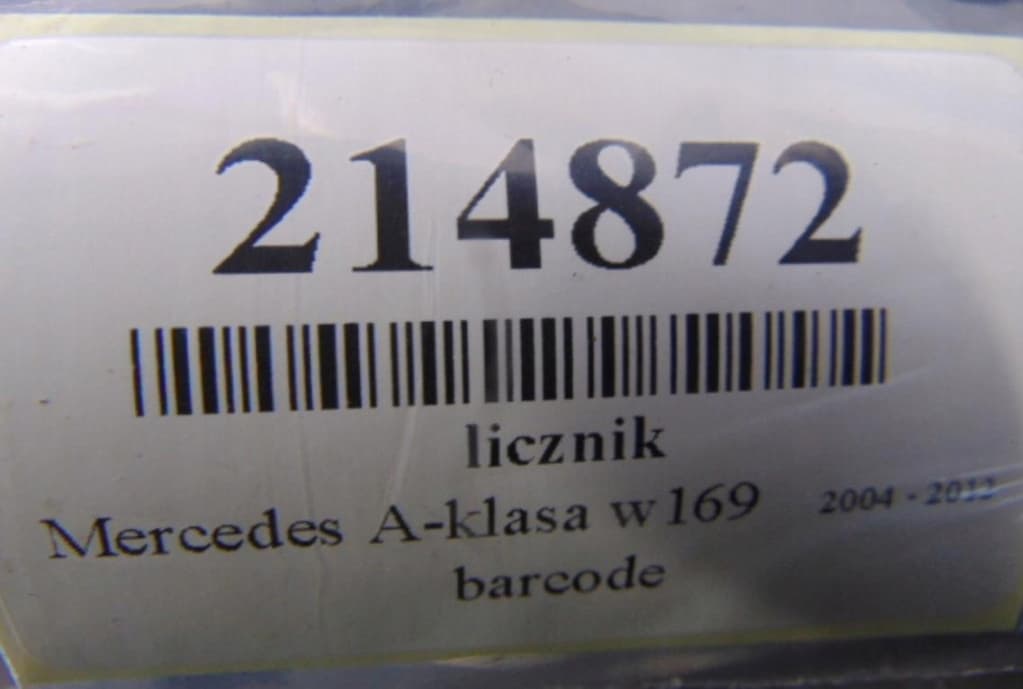 214872
licznik
Mercedes A-klasa w169 2004 - 2012
barcode